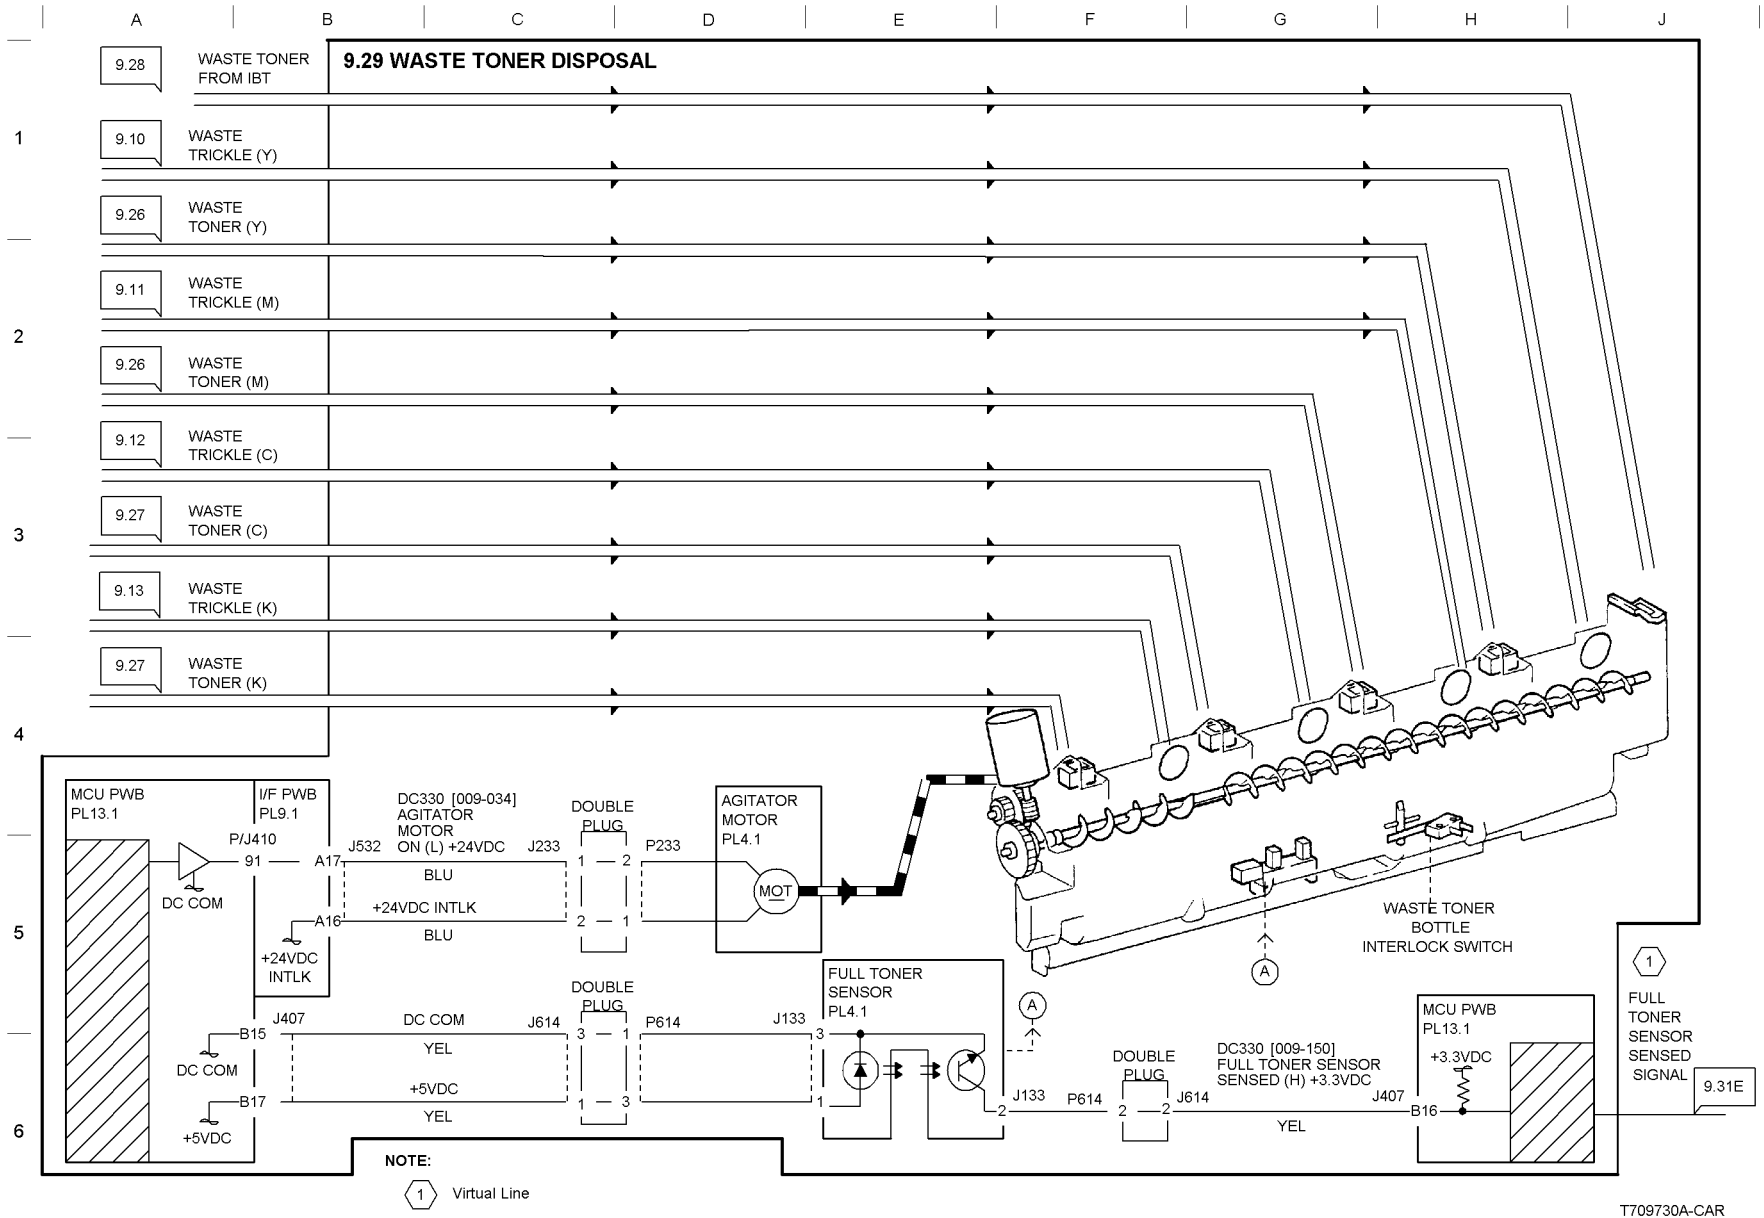 A B C D E F G H J
9.28
WASTE TONER
FROM IBT
9.29 WASTE TONER DISPOSAL
1
9.10
WASTE
TRICKLE (Y)
9.26
WASTE
TONER (Y)
9.11
WASTE
TRICKLE (M)
2
9.26
WASTE
TONER (M)
9.12
WASTE
TRICKLE (C)
3
9.27
WASTE
TONER (C)
9.13
WASTE
TRICKLE (K)
9.27
WASTE
TONER (K)
4
MCU PWB
PL13.1
I/F PWB
PL9.1
P/J410
91
A17
J532
DC330 [009-034]
AGITATOR
MOTOR
ON (L) +24VDC
BLU
J233
DOUBLE
PLUG
1 2
P233
AGITATOR
MOTOR
PL4.1
MOT
DC COM
A16
+24VDC INTLK
BLU
2 1
+24VDC
INTLK
5
WASTE TONER
BOTTLE
INTERLOCK SWITCH
A
1
FULL
TONER
SENSOR
SENSED
SIGNAL
9.31E
B15
J407
DC COM
YEL
J614
DOUBLE
PLUG
3 1
P614
J133
3
FULL TONER
SENSOR
PL4.1
A
DC COM
B17
+5VDC
YEL
1 3
1
+5VDC
6
2
J133
P614
DOUBLE
PLUG
2 2
J614
DC330 [009-150]
FULL TONER SENSOR
SENSED (H) +3.3VDC
YEL
J407
B16
MCU PWB
PL13.1
+3.3VDC
NOTE:
1 Virtual Line
T709730A-CAR